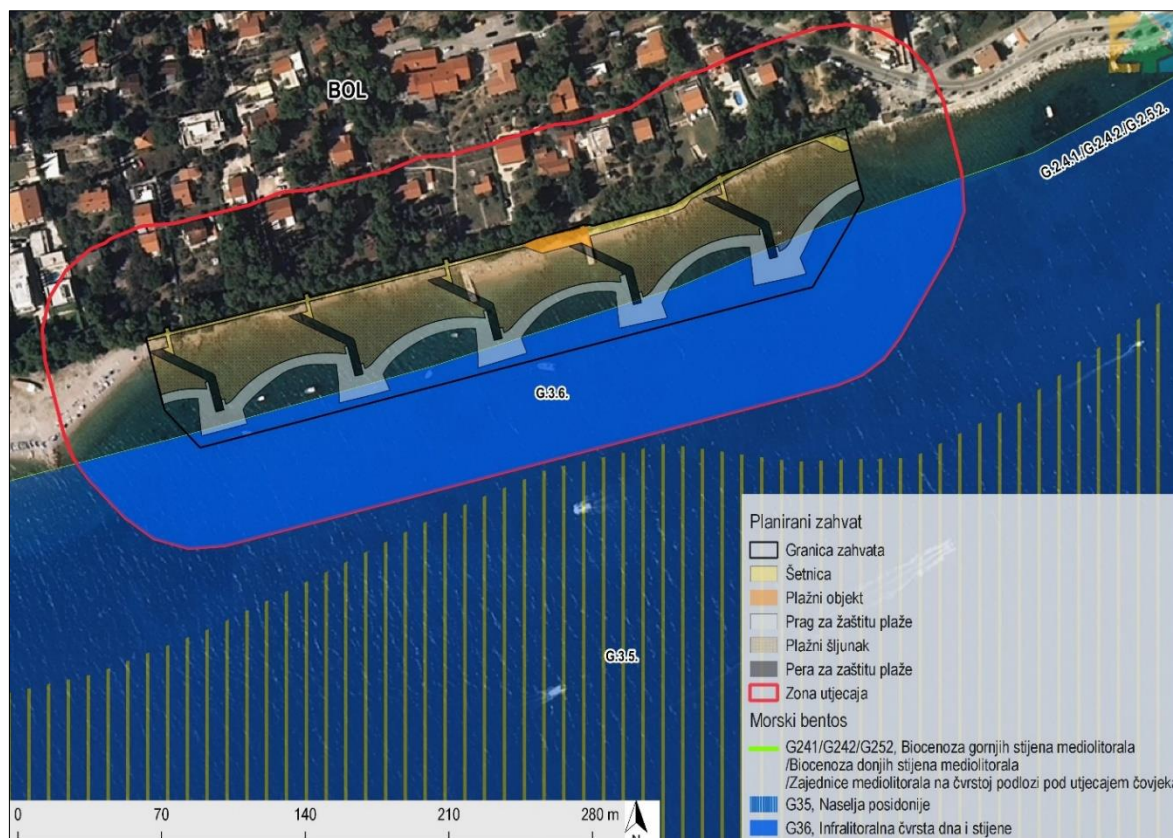 BOL
G.2.4.1./G.2.4.2./G.2.5.2.
G.3.6.
G.3.5.
Planirani zahvat
Granica zahvata
Šetnica
Plažni objekt
Prag za žaštitu plaže
Plažni šljunak
Pera za zaštitu plaže
Zona utjecaja
Morski bentos
G241/G242/G252, Biocenoza gornjih stijena mediolitorala
/Biocenoza donjih stijena mediolitorala
/Zajednice mediolitorala na čvrstoj podlozi pod utjecajem čovjeka
G35, Naselja posidonije
G36, Infralitoralna čvrsta dna i stijene
0 70 140 210 280 m
N